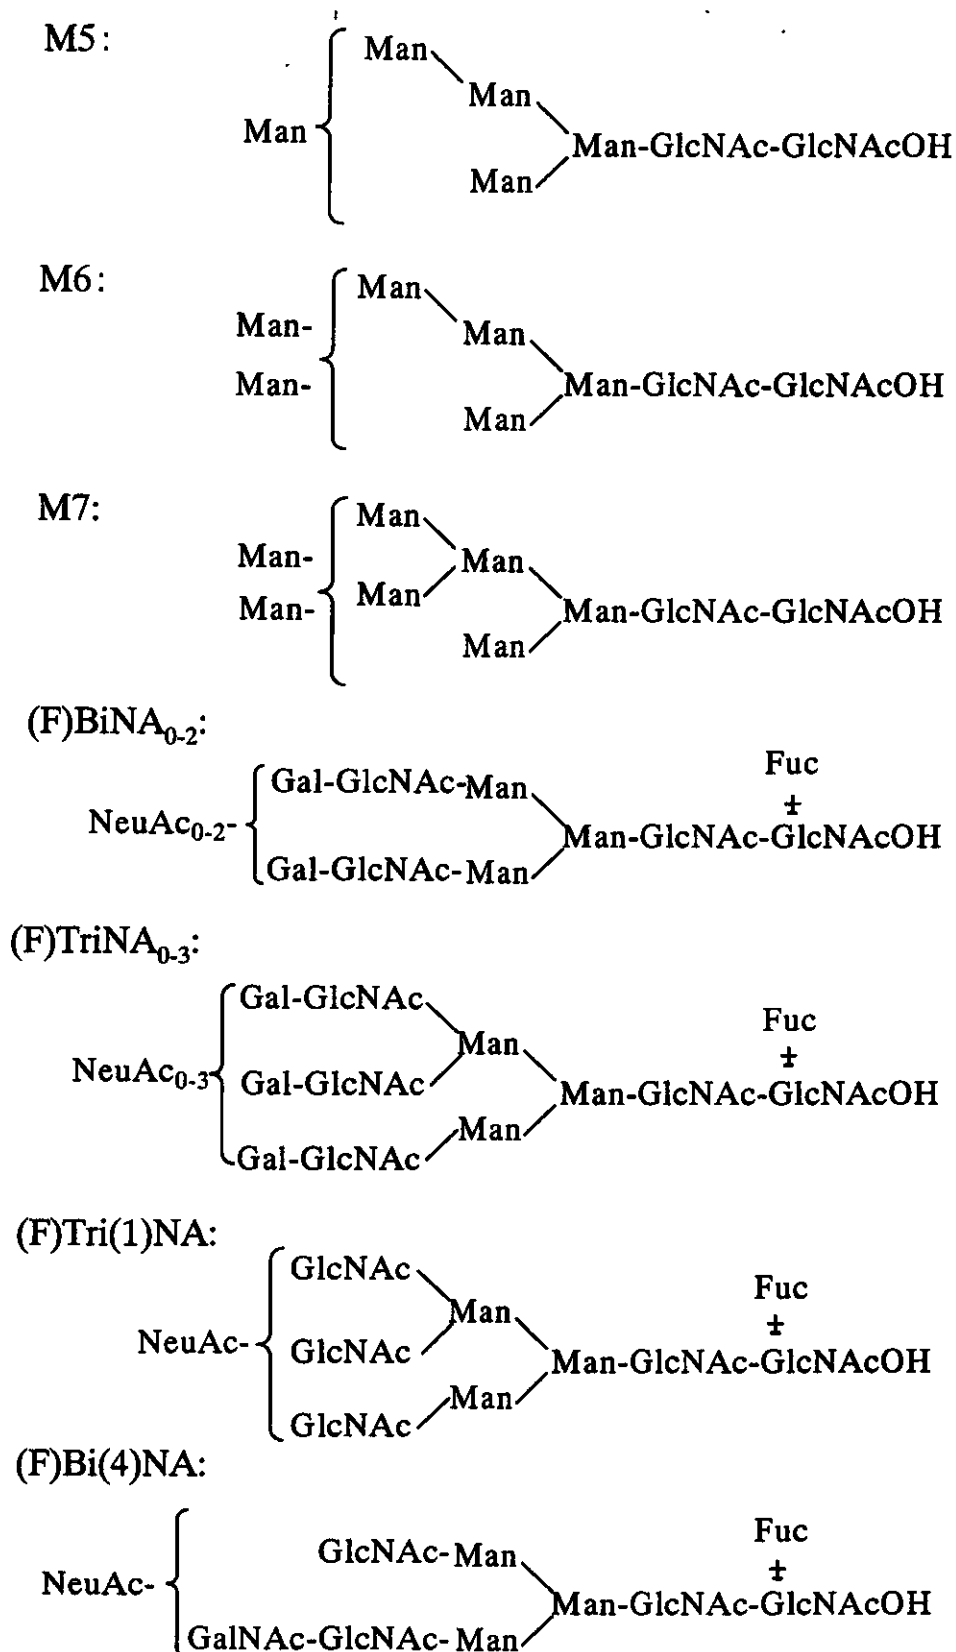 M5:
Man
Man
Man
Man
Man-GlcNAc-GlcNAcOH
Man
M6:
Man
Man-
Man
Man-
Man-GlcNAc-GlcNAcOH
Man
M7:
Man
Man-
Man
Man-
Man
Man-GlcNAc-GlcNAcOH
Man
(F)BiNA0-2:
Fuc
Gal-GlcNAc-Man
±
NeuAc0-2-
Man-GlcNAc-GlcNAcOH
Gal-GlcNAc-Man
(F)TriNA0-3:
Gal-GlcNAc
Fuc
Man
±
NeuAc0-3
Gal-GlcNAc
Man-GlcNAc-GlcNAcOH
Man
Gal-GlcNAc
(F)Tri(1)NA:
GlcNAc
Fuc
Man
±
NeuAc-
GlcNAc
Man-GlcNAc-GlcNAcOH
Man
GlcNAc
(F)Bi(4)NA:
Fuc
GlcNAc-Man
±
NeuAc-
Man-GlcNAc-GlcNAcOH
GalNAc-GlcNAc-Man